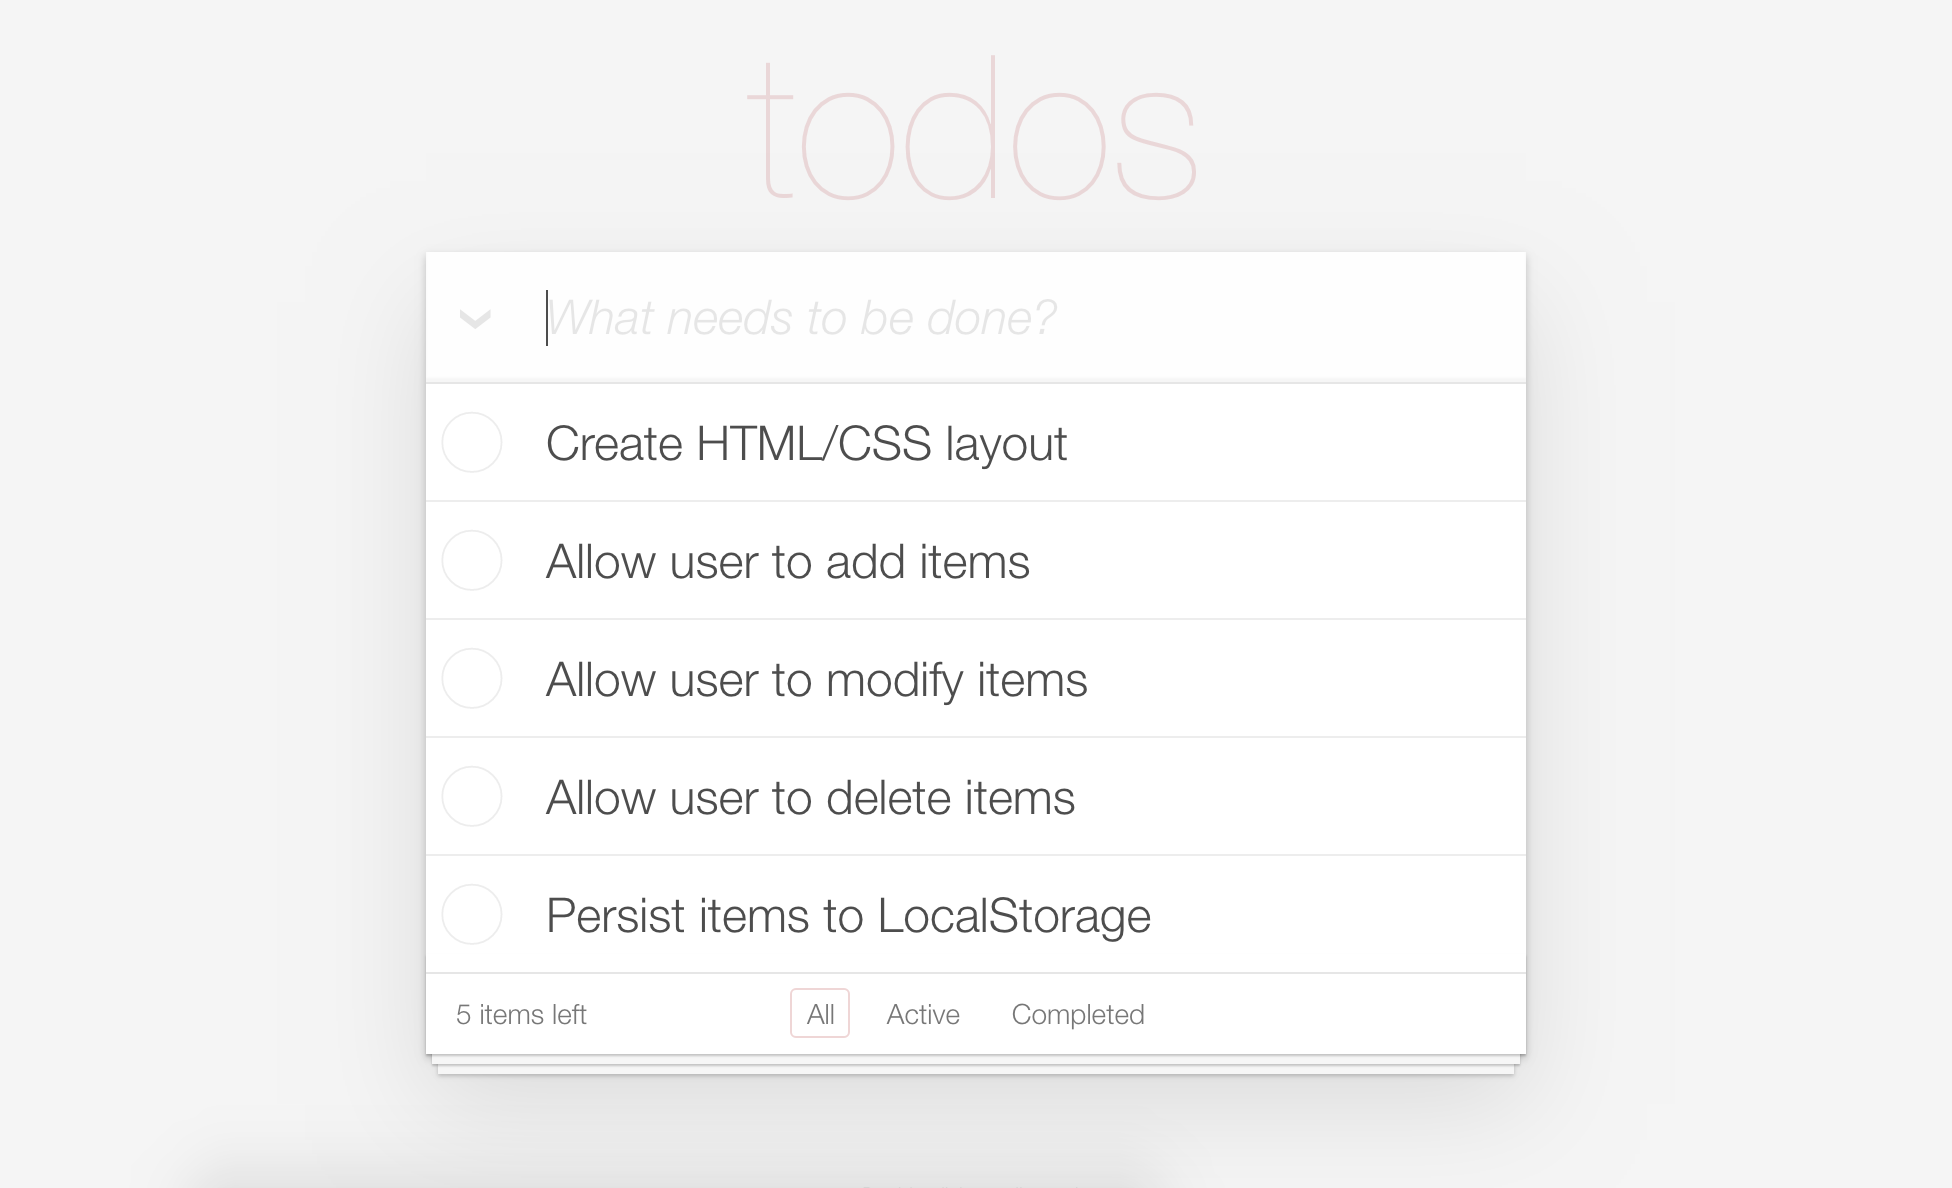 todos
What needs to be done?
Create HTML/CSS layout
Allow user to add items
Allow user to modify items
Allow user to delete items
Persist items to LocalStorage
5 items left All Active Completed